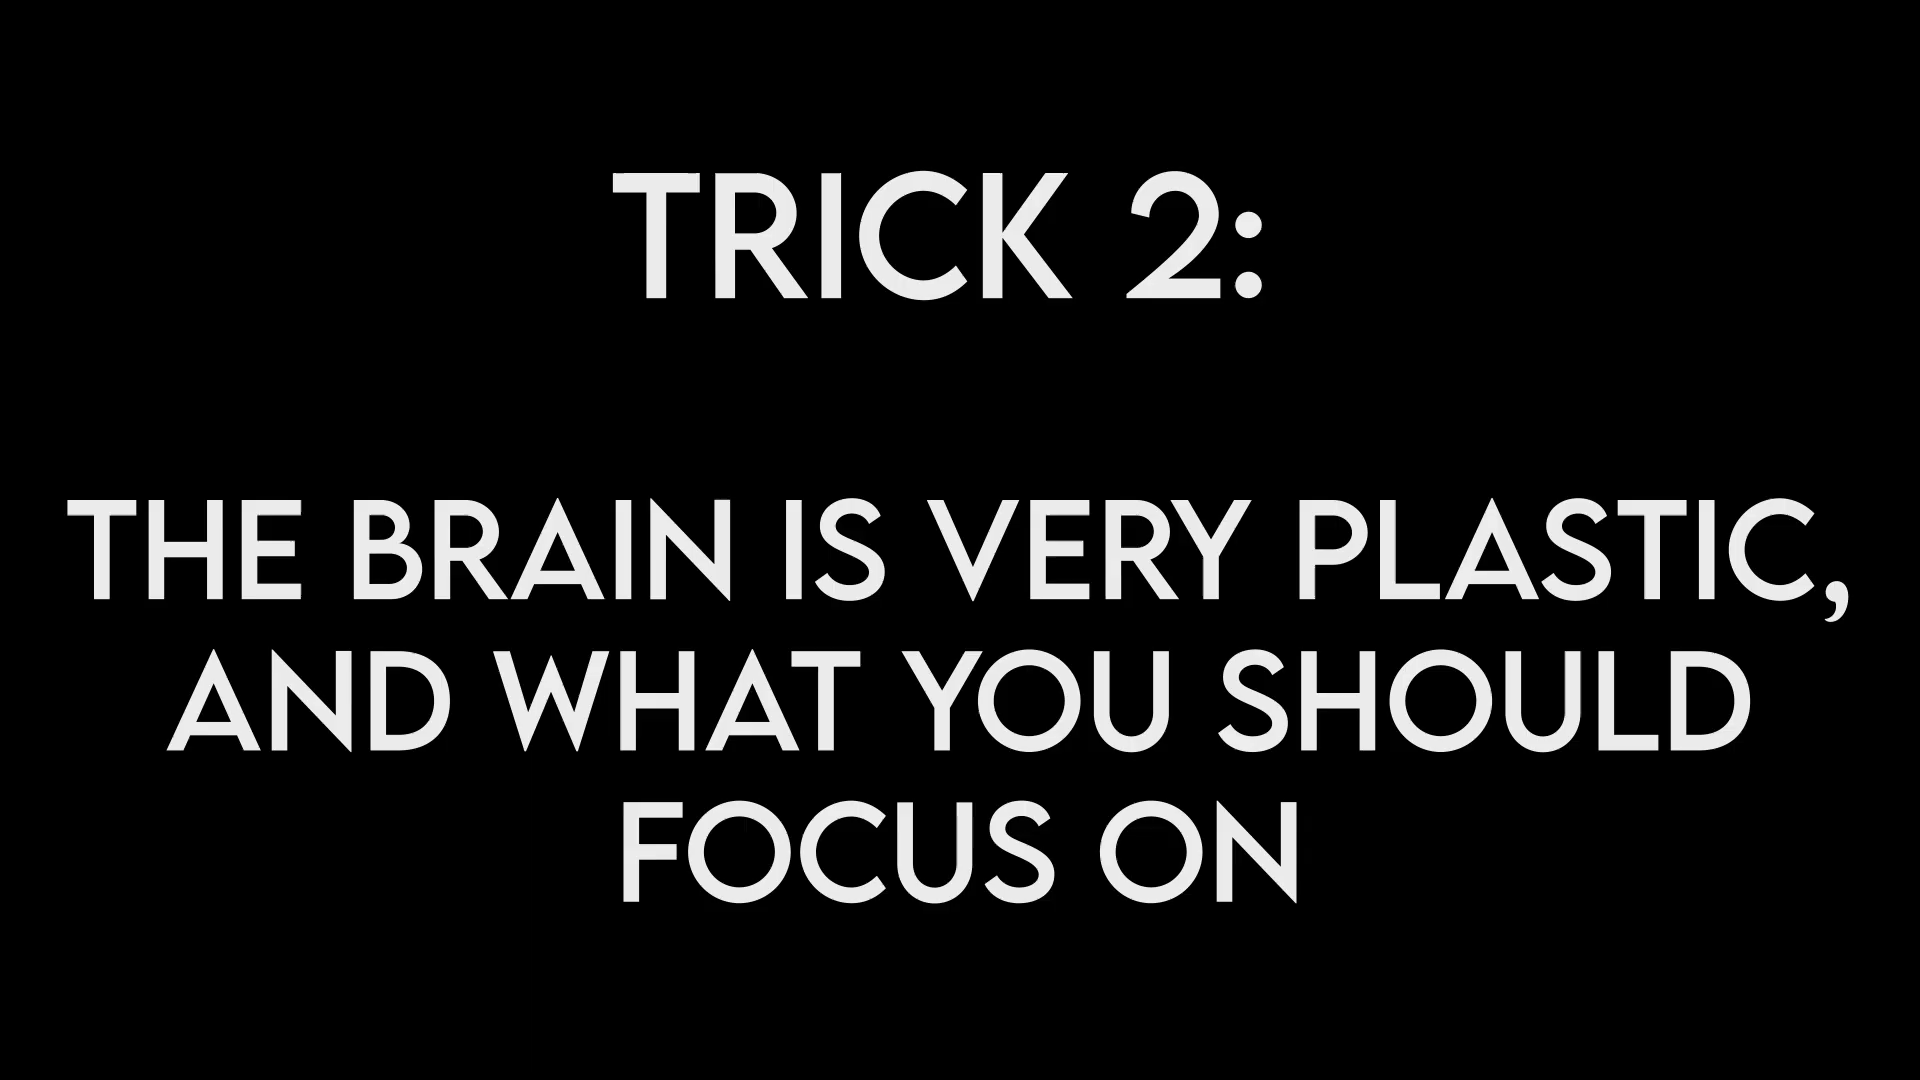 TRICK 2:
THE BRAIN IS VERY PLASTIC,
AND WHAT YOU SHOULD
FOCUS ON